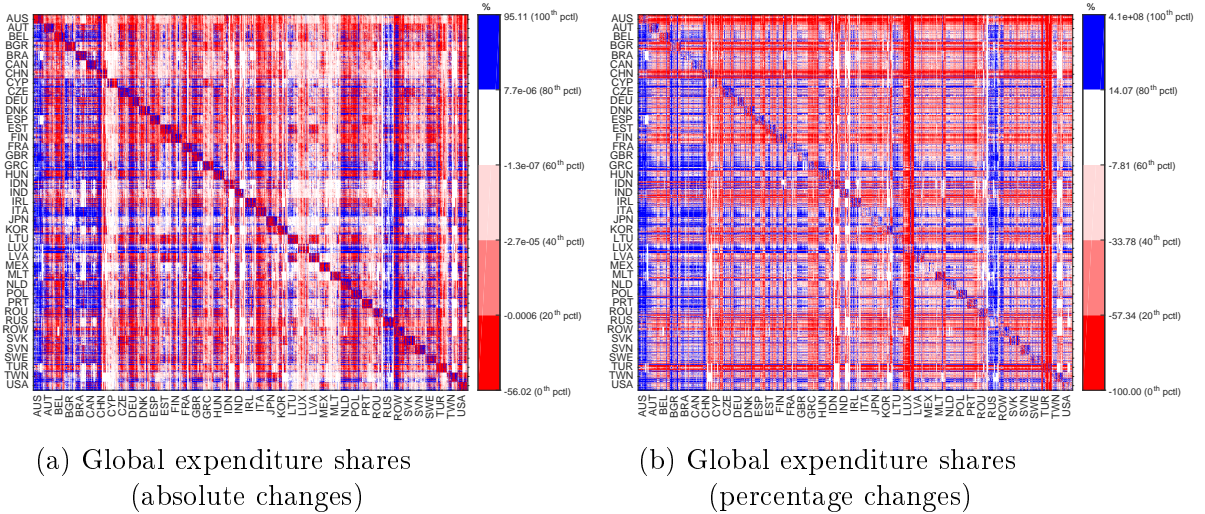 %
95.11 (100th pctl)
7.7e-06 (80th pctl)
-1.3e-07 (60th pctl)
-2.7e-05 (40th pctl)
-0.0006 (20th pctl)
-56.02 (0th pctl)
AUS
AUT
BEL
BGR
BRA
CAN
CHN
CYP
CZE
DEU
DNK
ESP
EST
FIN
FRA
GBR
GRC
HUN
IDN
IND
IRL
ITA
JPN
KOR
LTU
LUX
LVA
MEX
MLT
NLD
POL
PRT
ROU
RUS
ROW
SVK
SVN
SWE
TUR
TWN
USA
AUS AUT BEL BGR BRA CAN CHN CYP CZE DEU DNK ESP EST FIN FRA GBR GRC HUN IDN IND IRL ITA JPN KOR LTU LUX LVA MEX MLT NLD POL PRT ROU RUS ROW SVK SVN SWE TUR TWN USA
(a) Global expenditure shares
(absolute changes)
%
4.1e+08 (100th pctl)
14.07 (80th pctl)
-7.81 (60th pctl)
-33.78 (40th pctl)
-57.34 (20th pctl)
-100.00 (0th pctl)
AUS
AUT
BEL
BGR
BRA
CAN
CHN
CYP
CZE
DEU
DNK
ESP
EST
FIN
FRA
GBR
GRC
HUN
IDN
IND
IRL
ITA
JPN
KOR
LTU
LUX
LVA
MEX
MLT
NLD
POL
PRT
ROU
RUS
ROW
SVK
SVN
SWE
TUR
TWN
USA
AUS AUT BEL BGR BRA CAN CHN CYP CZE DEU DNK ESP EST FIN FRA GBR GRC HUN IDN IND IRL ITA JPN KOR LTU LUX LVA MEX MLT NLD POL PRT ROU RUS ROW SVK SVN SWE TUR TWN USA
(b) Global expenditure shares
(percentage changes)